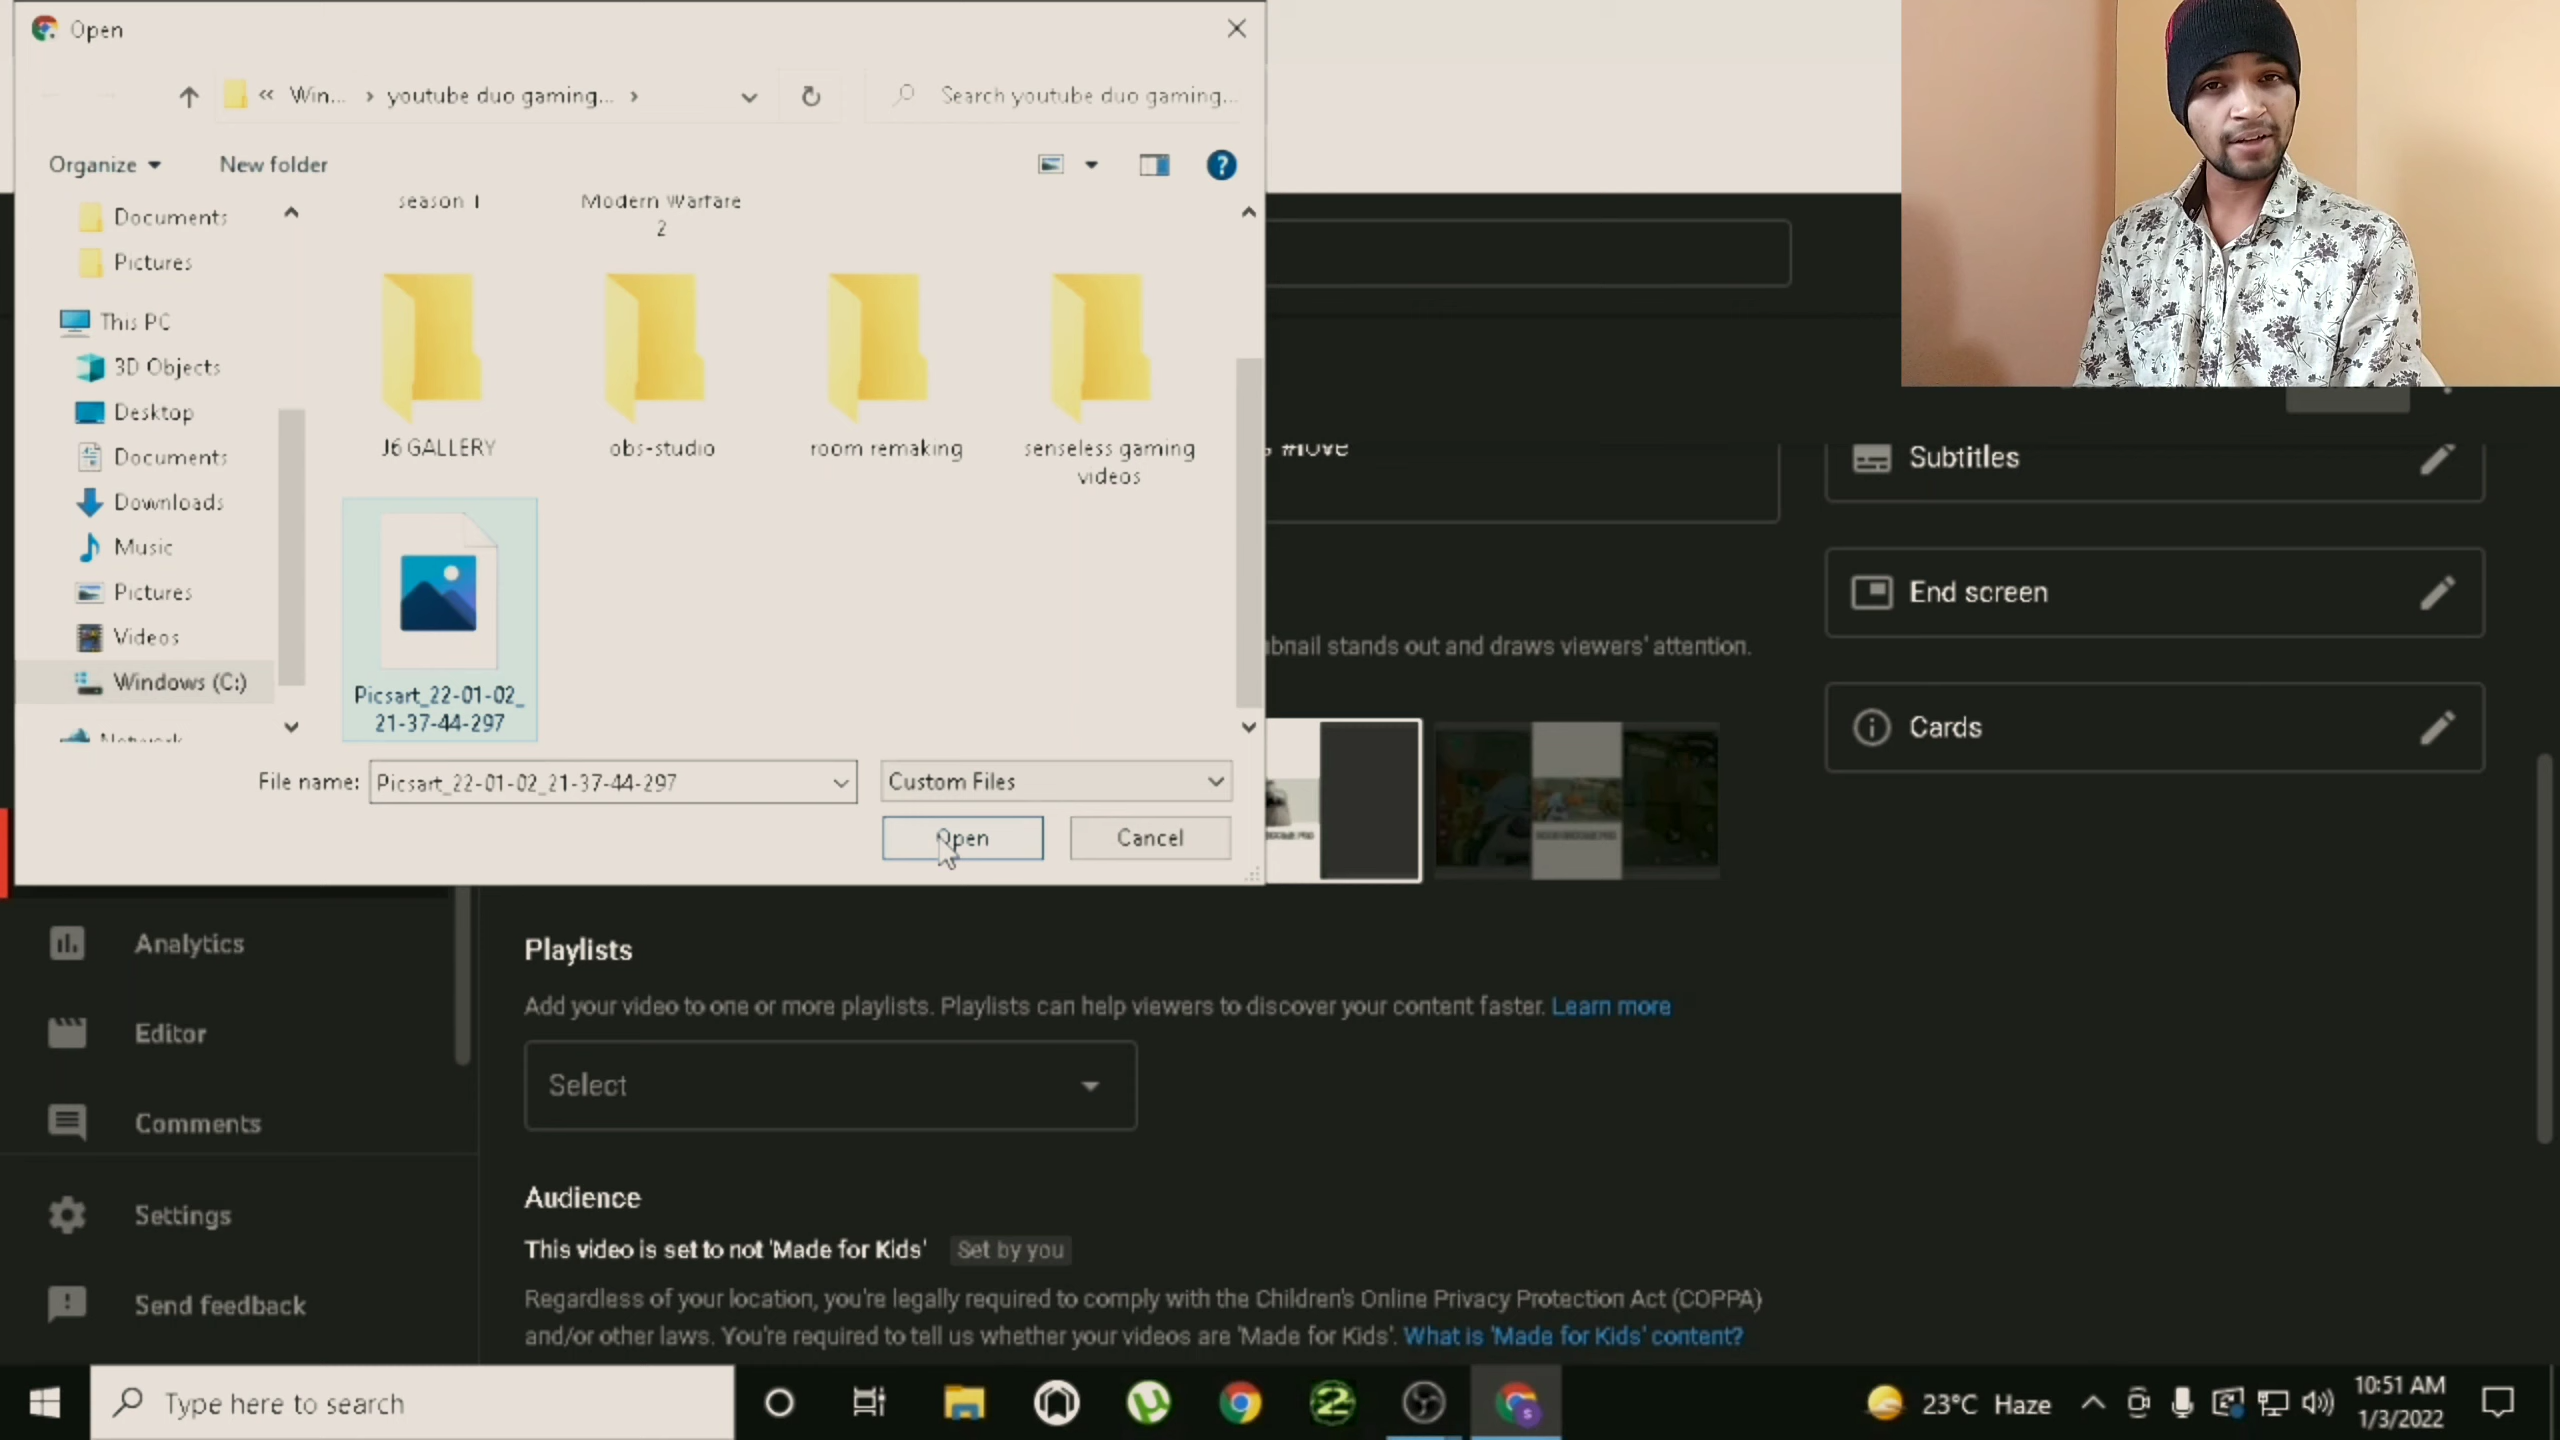 Open
« Win... › youtube duo gaming... ›
Search youtube duo gaming...
Organize
New folder
Documents
Pictures
This PC
3D Objects
Desktop
Documents
Downloads
Music
Pictures
Videos
Windows (C:)
Network
season 1
Modern Warfare
2
J6 GALLERY
obs-studio
room remaking
senseless gaming
videos
Picsart_22-01-02_
21-37-44-297
File name:
Picsart_22-01-02_21-37-44-297
Custom Files
Open
Cancel
#love
bnail stands out and draws viewers' attention.
Subtitles
End screen
Cards
Analytics
Editor
Comments
Settings
Send feedback
Playlists
Add your video to one or more playlists. Playlists can help viewers to discover your content faster. Learn more
Select
Audience
This video is set to not 'Made for Kids'
Set by you
Regardless of your location, you're legally required to comply with the Children's Online Privacy Protection Act (COPPA)
and/or other laws. You're required to tell us whether your videos are 'Made for Kids'. What is 'Made for Kids' content?
Type here to search
23°C Haze
10:51 AM
1/3/2022